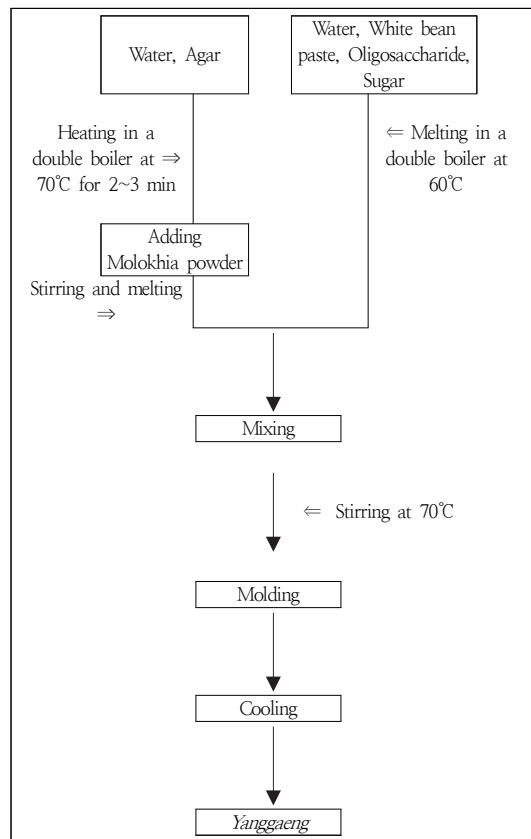 Water, Agar
Water, White bean
paste, Oligosaccharide,
Sugar
Heating in a
double boiler at ⇒
70℃ for 2~3 min
⇐ Melting in a
double boiler at
60℃
Adding
Molokhia powder
Stirring and melting
⇒
Mixing
⇐ Stirring at 70℃
Molding
Cooling
Yanggaeng